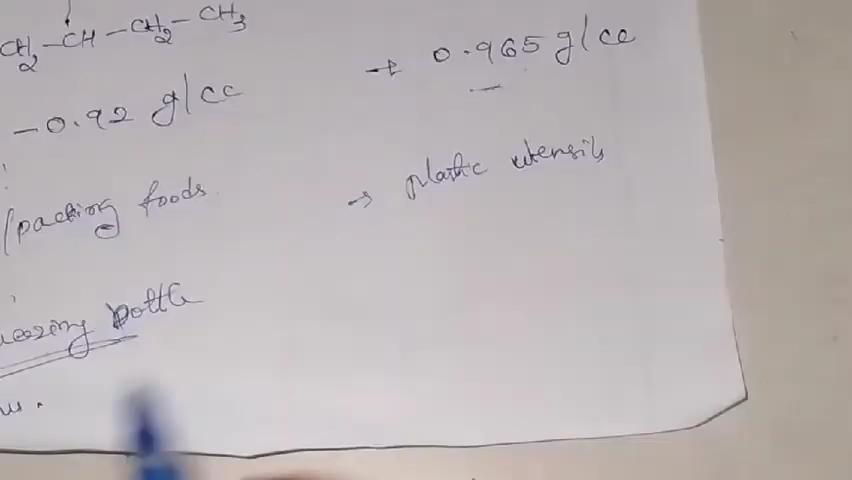 CH2-CH-CH2-CH3
-0.92 g/cc
→ 0.965 g/cc
/packing foods
→ plastic utensils
bottle